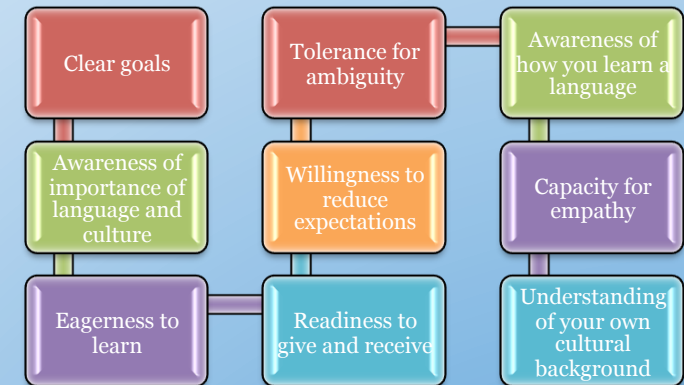 Clear goals
Awareness of
importance of
language and
culture
Eagerness to
learn
Readiness to
give and receive
Willingness to
reduce
expectations
Tolerance for
ambiguity
Awareness of
how you learn a
language
Capacity for
empathy
Understanding
of your own
cultural
background